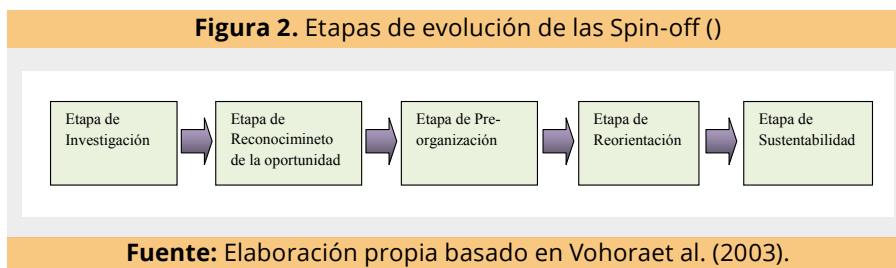 Figura 2. Etapas de evolución de las Spin-off ()
Etapa de
Investigación
Etapa de
Reconocimineto
de la oportunidad
Etapa de Pre-
organización
Etapa de
Reorientación
Etapa de
Sustentabilidad
Fuente: Elaboración propia basado en Vohoraet al. (2003).